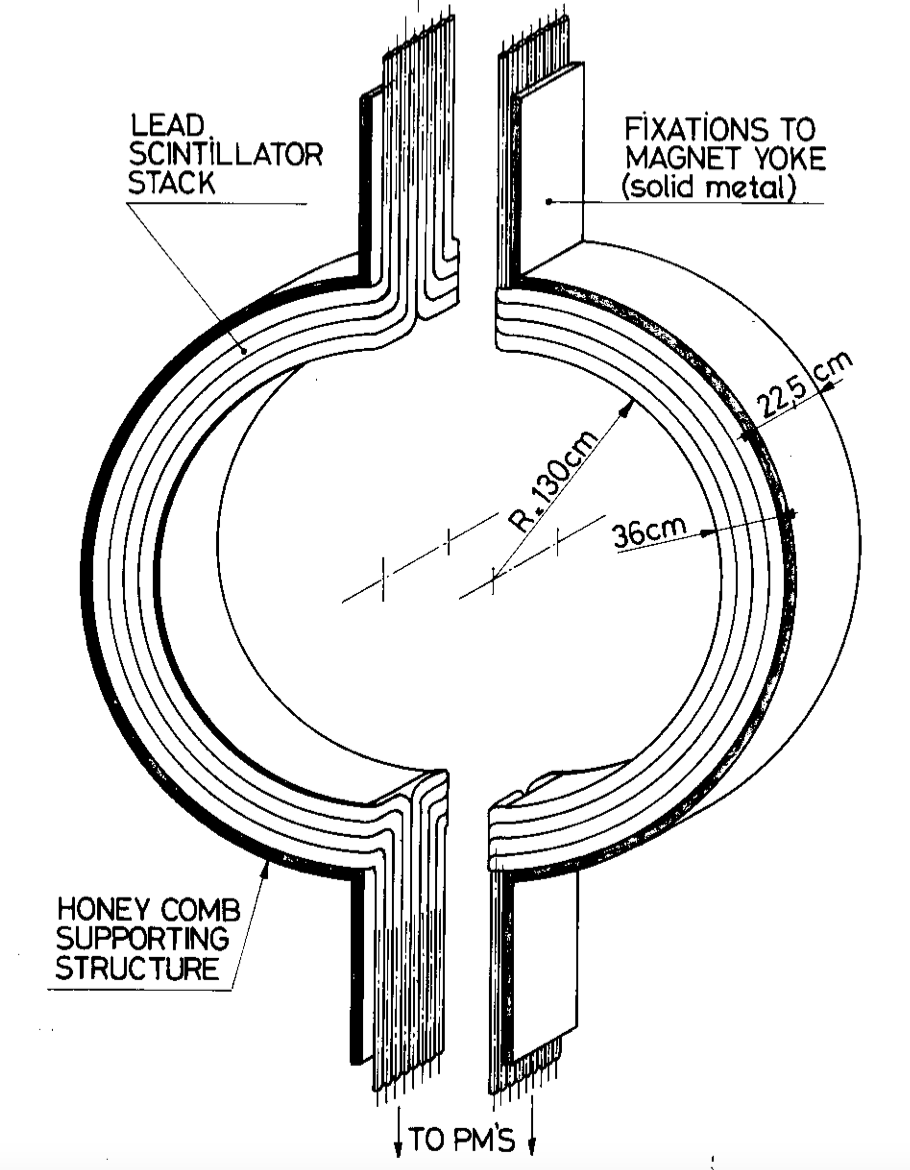 LEAD
SCINTILLATOR
STACK
FIXATIONS TO
MAGNET YOKE
(solid metal)
22,5 cm
R=130cm
36cm
HONEY COMB
SUPPORTING
STRUCTURE
TO PM'S